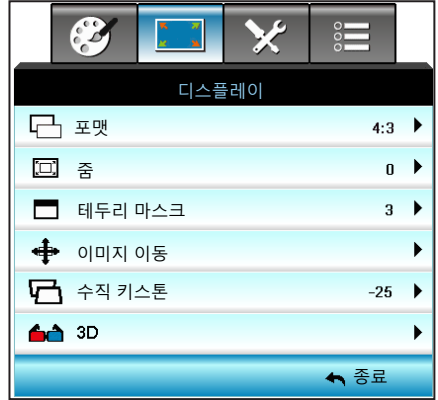 디스플레이
포맷 4:3
줌 0
테두리 마스크 3
이미지 이동
수직 키스톤 -25
3D
종료